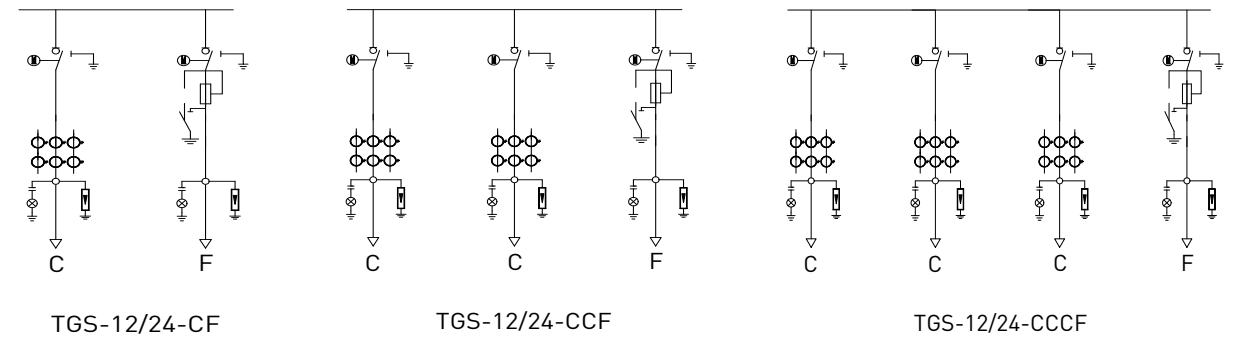 C F C C F C C C F
TGS-12/24-CF TGS-12/24-CCF TGS-12/24-CCCF